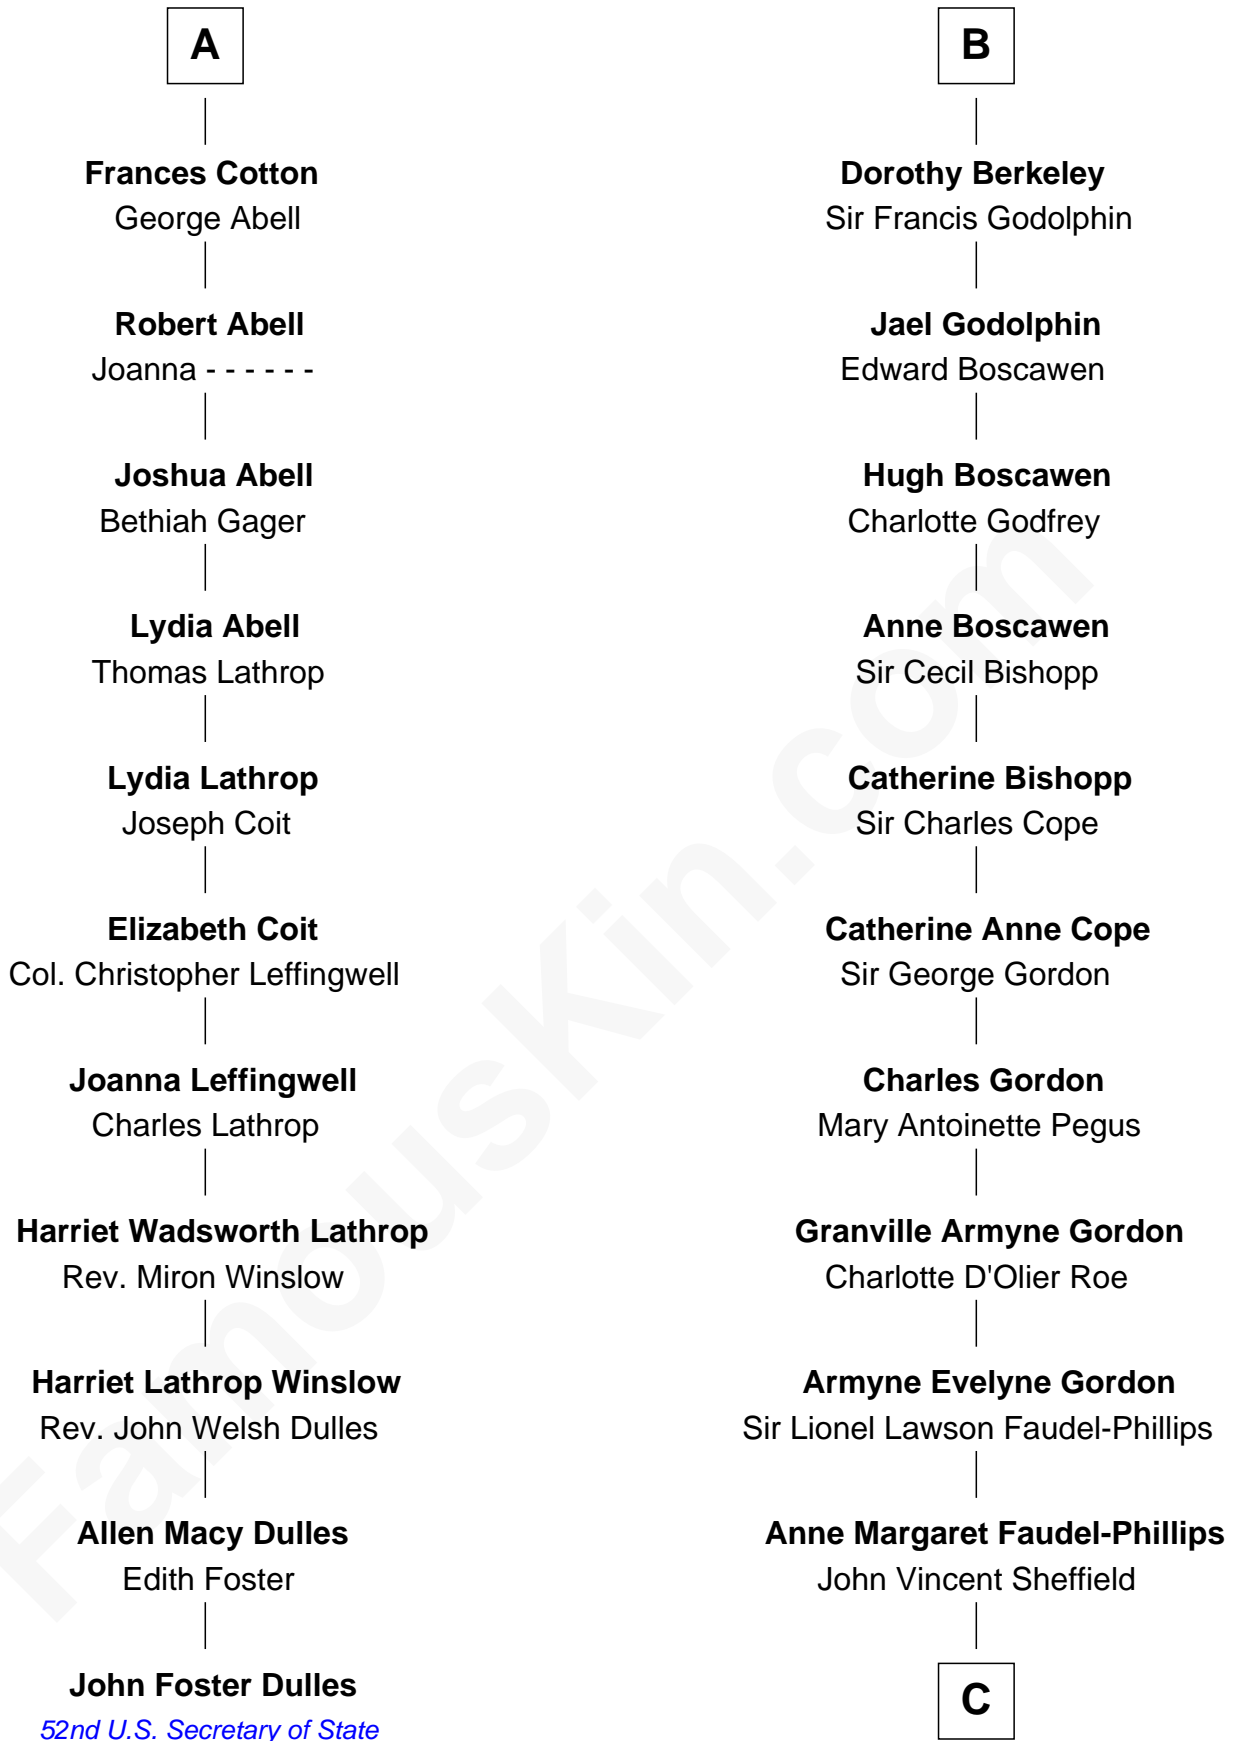 A
Frances Cotton
George Abell
Robert Abell
Joanna - - - - - -
Joshua Abell
Bethiah Gager
Lydia Abell
Thomas Lathrop
Lydia Lathrop
Joseph Coit
Elizabeth Coit
Col. Christopher Leffingwell
Joanna Leffingwell
Charles Lathrop
Harriet Wadsworth Lathrop
Rev. Miron Winslow
Harriet Lathrop Winslow
Rev. John Welsh Dulles
Allen Macy Dulles
Edith Foster
John Foster Dulles
52nd U.S. Secretary of State
B
Dorothy Berkeley
Sir Francis Godolphin
Jael Godolphin
Edward Boscawen
Hugh Boscawen
Charlotte Godfrey
Anne Boscawen
Sir Cecil Bishopp
Catherine Bishopp
Sir Charles Cope
Catherine Anne Cope
Sir George Gordon
Charles Gordon
Mary Antoinette Pegus
Granville Armyne Gordon
Charlotte D'Olier Roe
Armyne Evelyne Gordon
Sir Lionel Lawson Faudel-Phillips
Anne Margaret Faudel-Phillips
John Vincent Sheffield
C
FamousKin.com